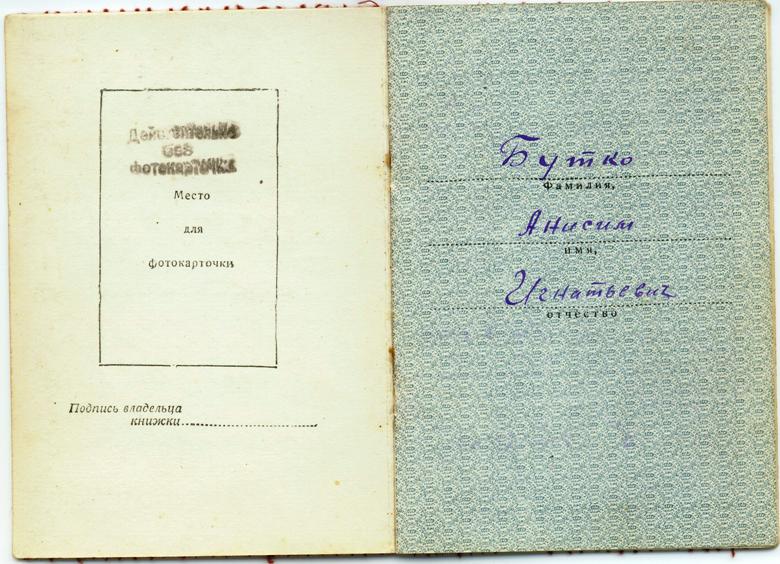 Действительно
без
фотокарточки
Место
для
фотокарточки
Подпись владельца
книжки
Бутко
Фамилия,
Анисим
имя,
Игнатьевич
отчество